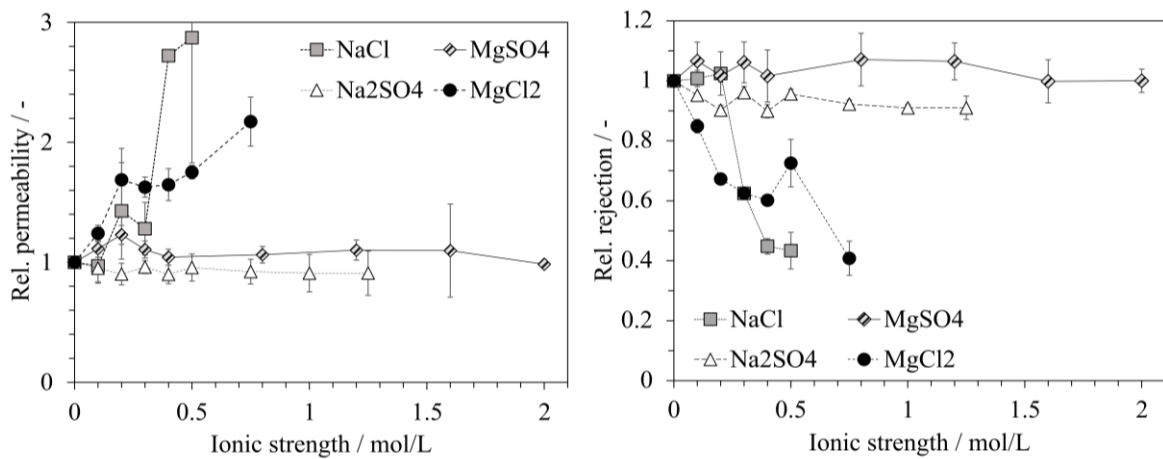 3
2
1
0
Rel. permeability / -
NaCl
MgSO4
Na2SO4
MgCl2
0
0.5
1
1.5
2
Ionic strength / mol/L
1.2
1
0.8
0.6
0.4
0.2
0
Rel. rejection / -
NaCl
MgSO4
Na2SO4
MgCl2
0
0.5
1
1.5
2
Ionic strength / mol/L